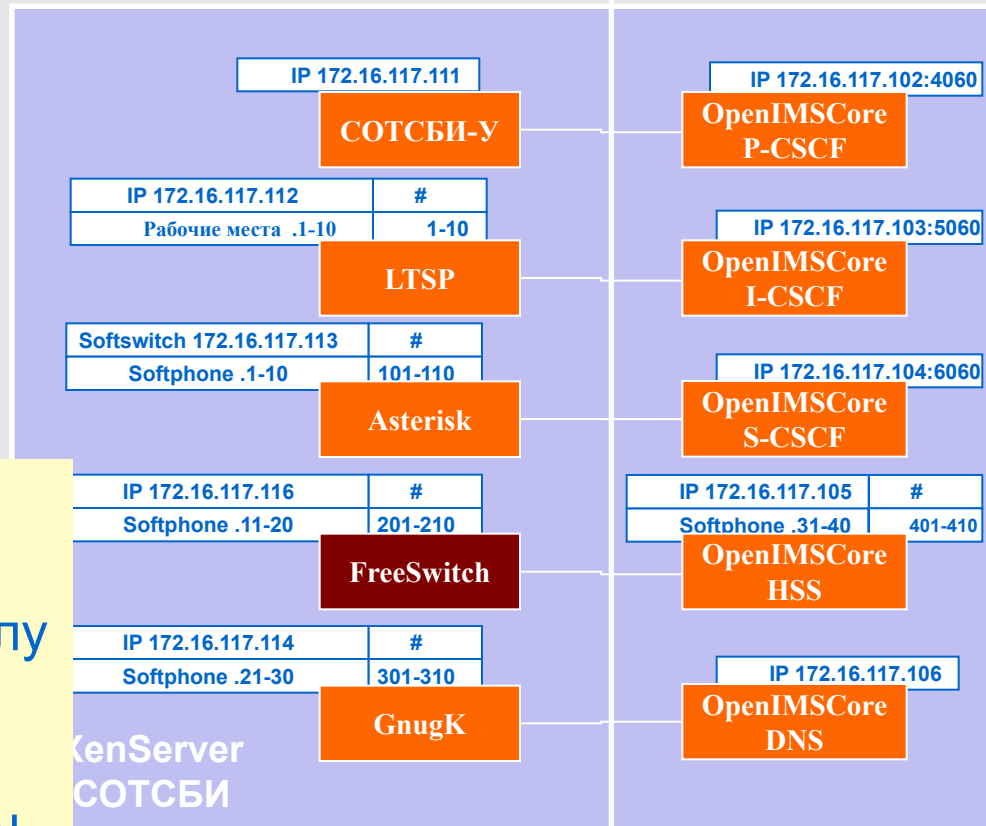 IP 172.16.117.111
СОТСБИ-У
IP 172.16.117.102:4060
OpenIMSCore
P-CSCF
IP 172.16.117.112 #
Рабочие места .1-10 1-10
LTSP
IP 172.16.117.103:5060
OpenIMSCore
I-CSCF
Softswitch 172.16.117.113 #
Softphone .1-10 101-110
Asterisk
IP 172.16.117.104:6060
OpenIMSCore
S-CSCF
IP 172.16.117.116 #
Softphone .11-20 201-210
FreeSwitch
IP 172.16.117.105 #
Softphone .31-40 401-410
OpenIMSCore
HSS
лу
IP 172.16.117.114 #
Softphone .21-30 301-310
GnugK
IP 172.16.117.106
OpenIMSCore
DNS
XenServer
СОТСБИ